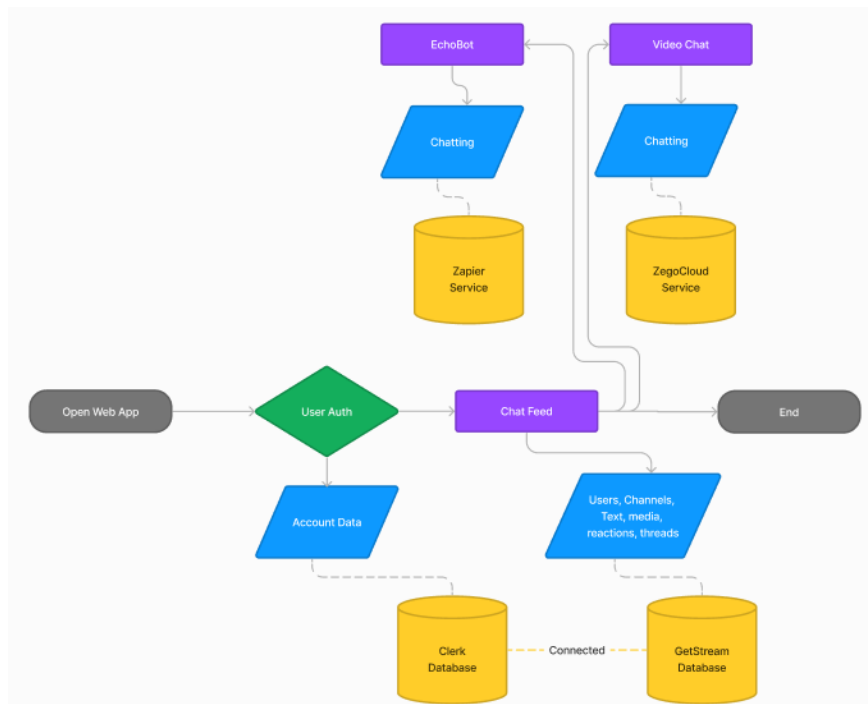 EchoBot
Video Chat
Chatting
Chatting
Zapier
Service
ZegoCloud
Service
Open Web App
User Auth
Chat Feed
End
Account Data
Users, Channels,
Text, media,
reactions, threads
Clerk
Database
Connected
GetStream
Database